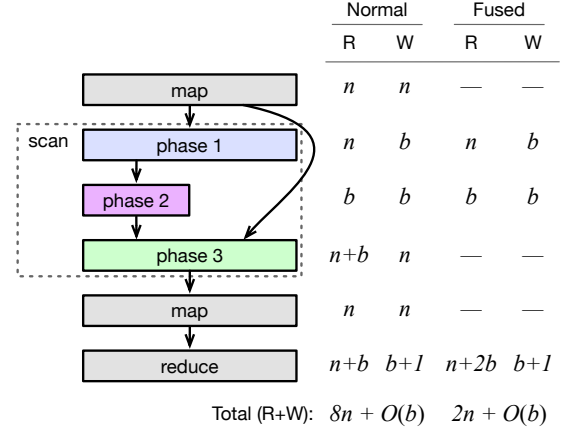 Normal Fused
R W R W
map n n — —
scan phase 1 n b n b
phase 2 b b b b
phase 3 n+b n — —
map n n — —
reduce n+b b+1 n+2b b+1
Total (R+W): 8n + O(b) 2n + O(b)